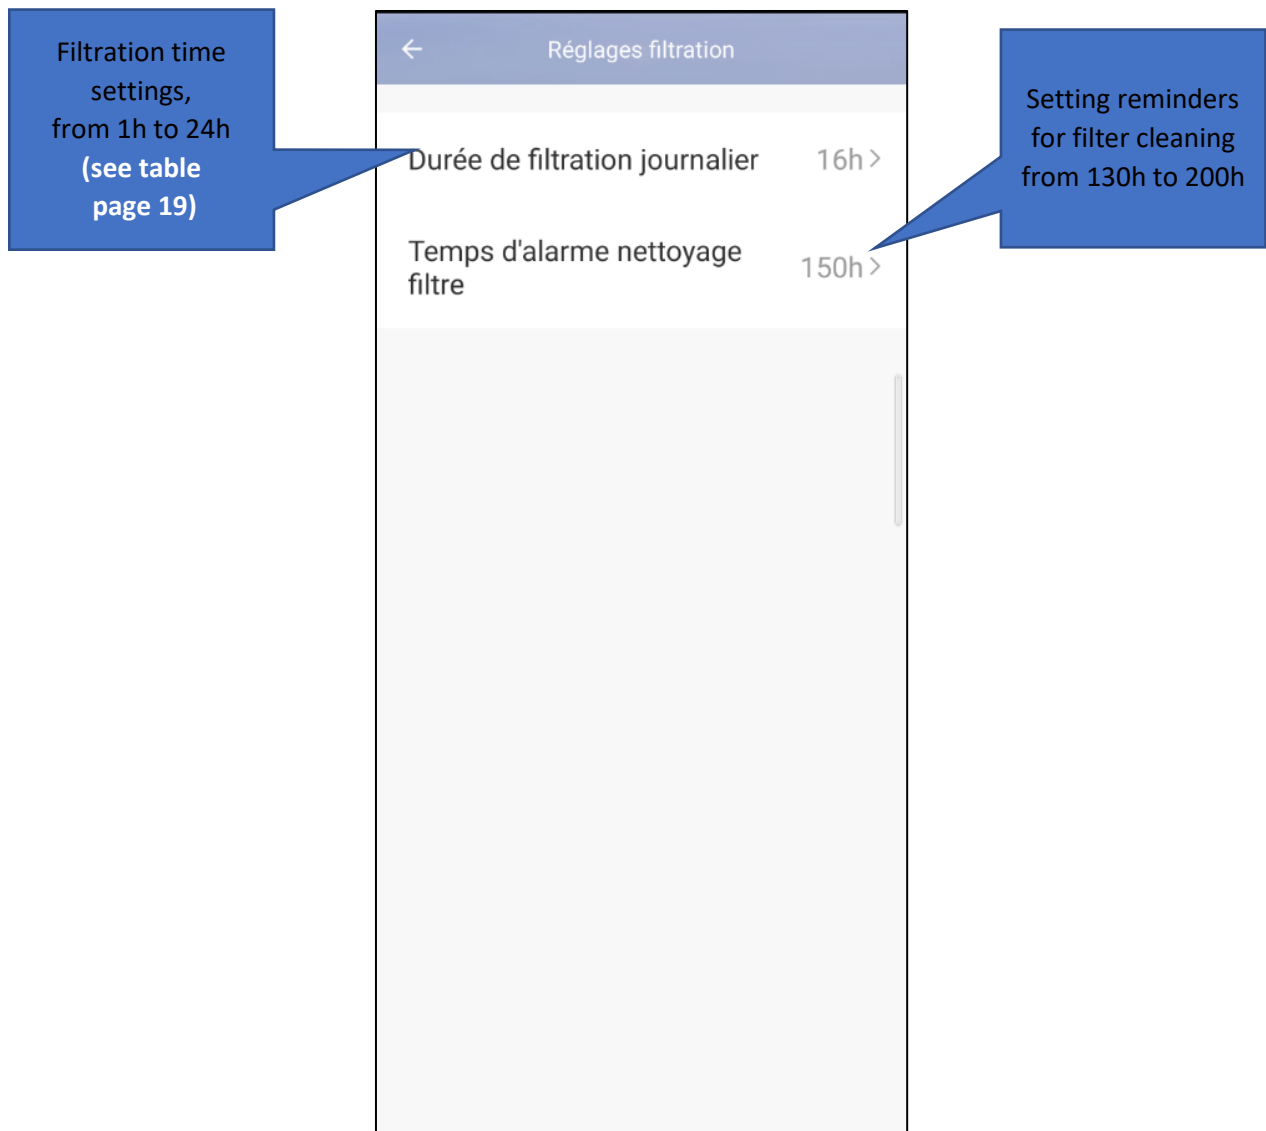 Filtration time
settings,
from 1h to 24h
(see table
page 19)
Réglages filtration
Durée de filtration journalier 16h >
Temps d'alarme nettoyage
filtre
150h >
Setting reminders
for filter cleaning
from 130h to 200h